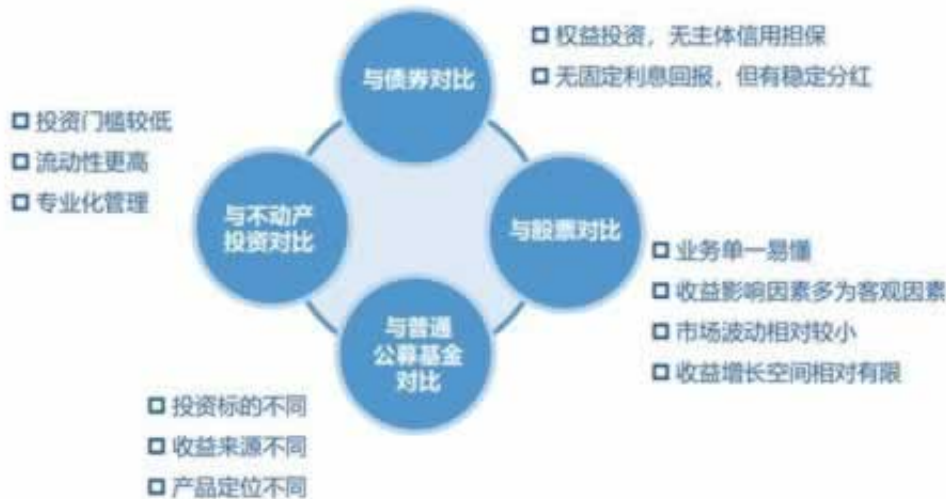 与债券对比
权益投资，无主体信用担保
无固定利息回报，但有稳定分红
投资门槛较低
流动性更高
专业化管理
与不动产
投资对比
与股票对比
业务单一易懂
收益影响因素多为客观因素
市场波动相对较小
收益增长空间相对有限
与普通
公募基金
对比
投资标的不同
收益来源不同
产品定位不同